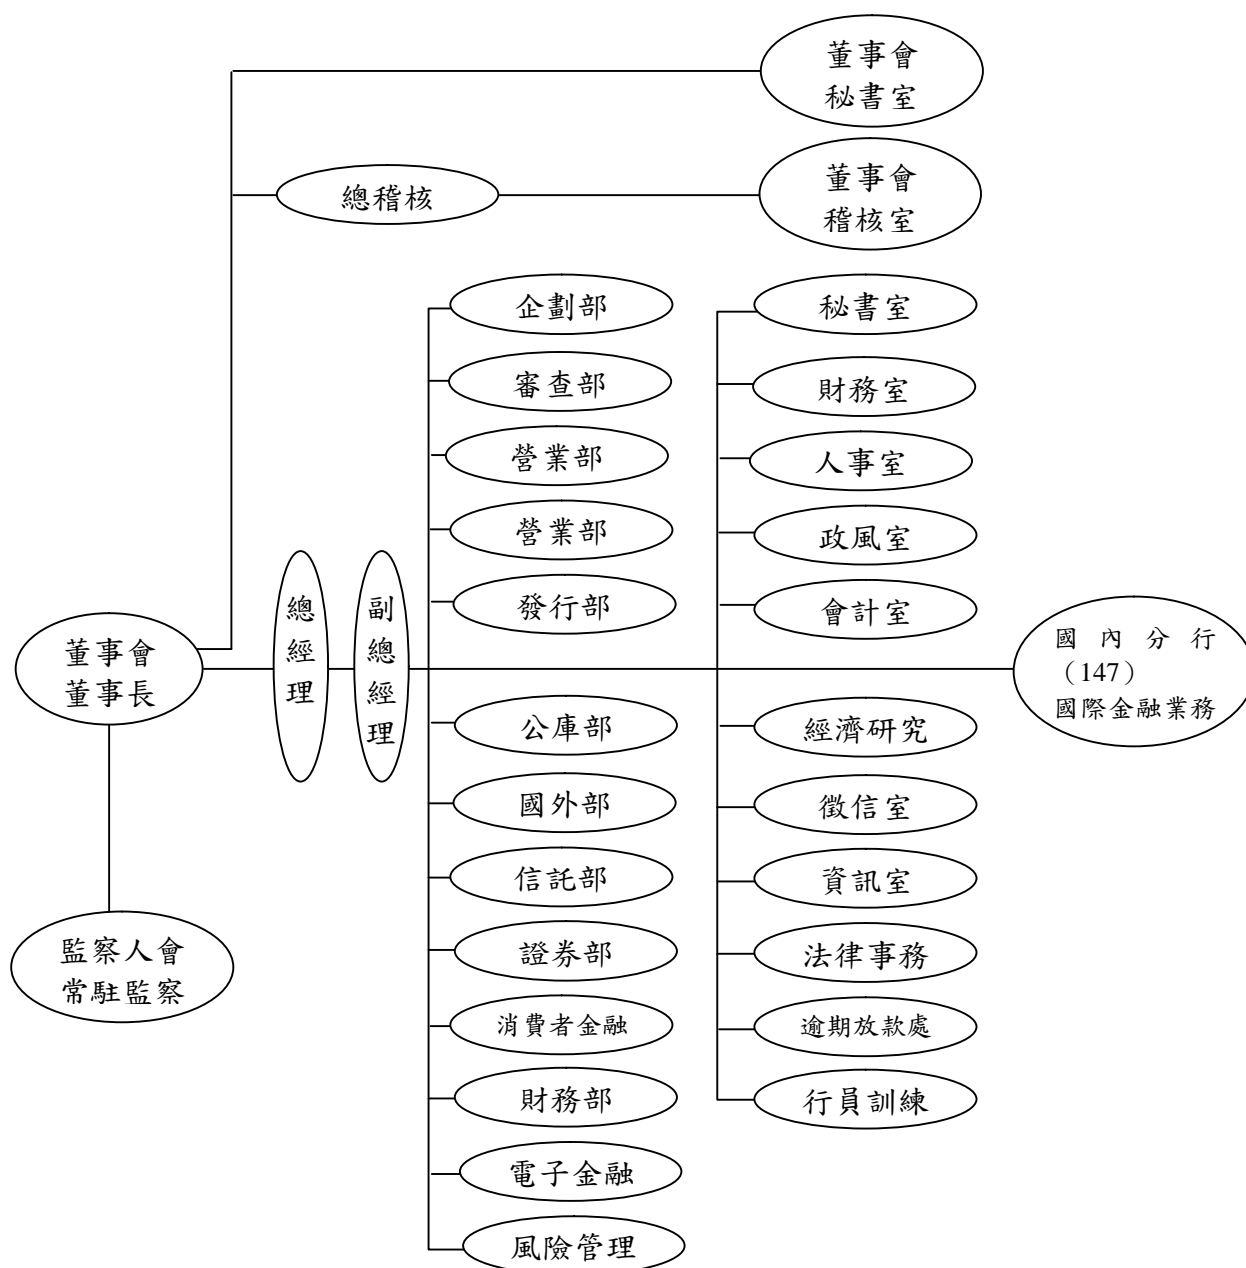 董事會
秘書室
總稽核
董事會
稽核室
企劃部
審查部
營業部
營業部
發行部
秘書室
財務室
人事室
政風室
會計室
董事會
董事長
總經理
副總經理
國內分行
（147）
國際金融業務
公庫部
國外部
信託部
證券部
消費者金融
財務部
電子金融
風險管理
經濟研究
徵信室
資訊室
法律事務
逾期放款處
行員訓練
監察人會
常駐監察